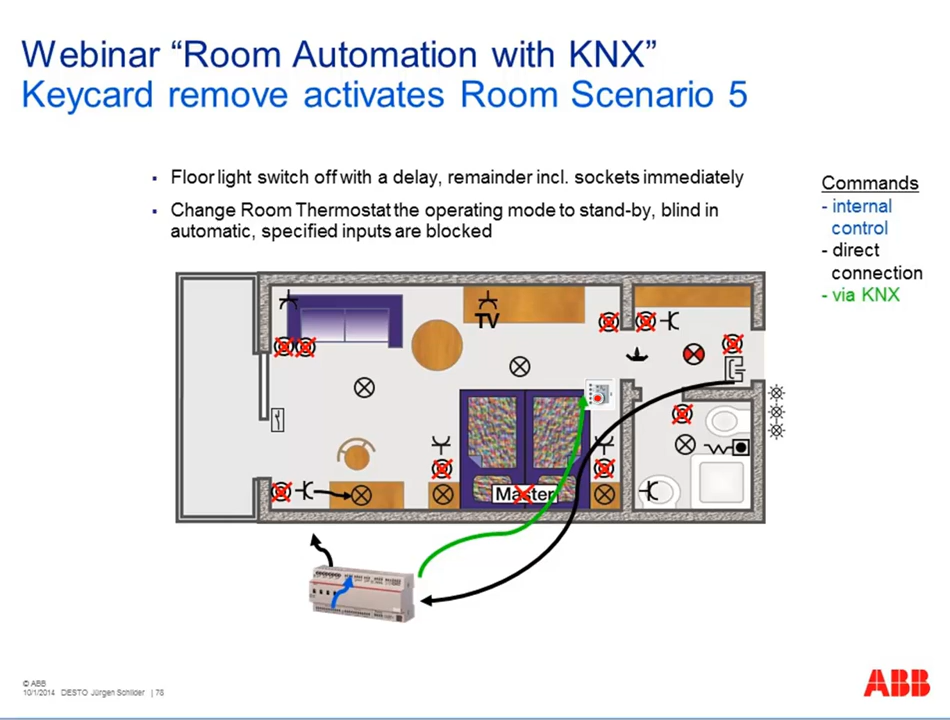 Webinar “Room Automation with KNX”
Keycard remove activates Room Scenario 5
▪ Floor light switch off with a delay, remainder incl. sockets immediately
▪ Change Room Thermostat the operating mode to stand-by, blind in
automatic, specified inputs are blocked
Commands
- internal
control
- direct
connection
- via KNX
TV
Master
© ABB
10/1/2014 DESTO Jürgen Schilder | 78
ABB